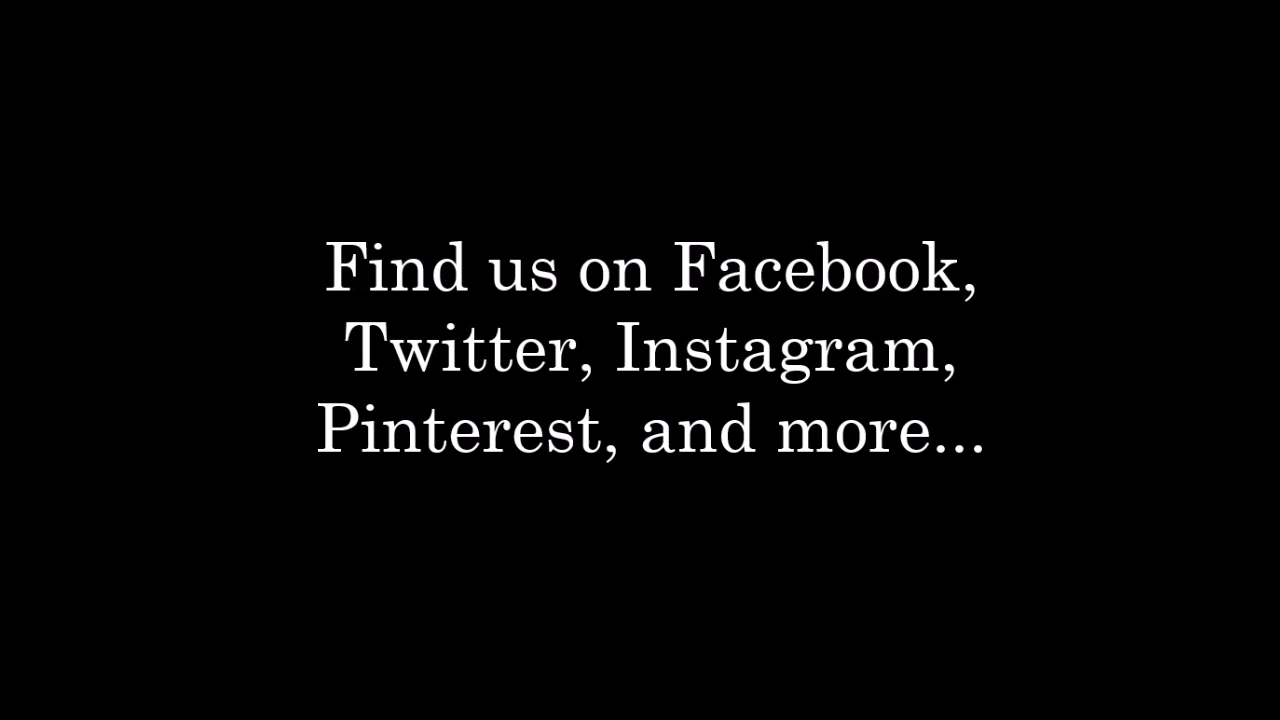 Find us on Facebook,
Twitter, Instagram,
Pinterest, and more...